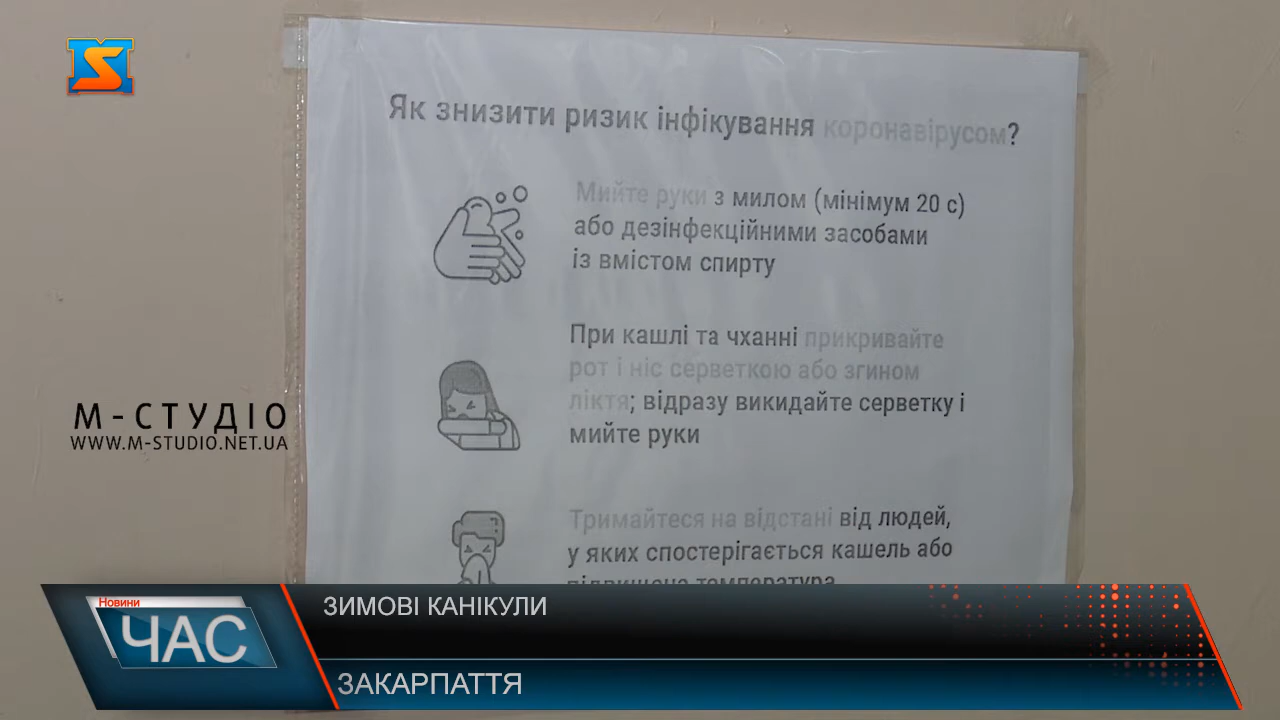 Як знизити ризик інфікування коронавірусом?
Мийте руки з милом (мінімум 20 с)
або дезінфекційними засобами
із вмістом спирту
При кашлі та чханні прикривайте
рот і ніс серветкою або згином
ліктя; відразу викидайте серветку і
мийте руки
Тримайтеся на відстані від людей,
у яких спостерігається кашель або
підвищена температура
М-СТУДІО
WWW.M-STUDIO.NET.UA
Новини
ЧАС
ЗИМОВІ КАНІКУЛИ
ЗАКАРПАТТЯ